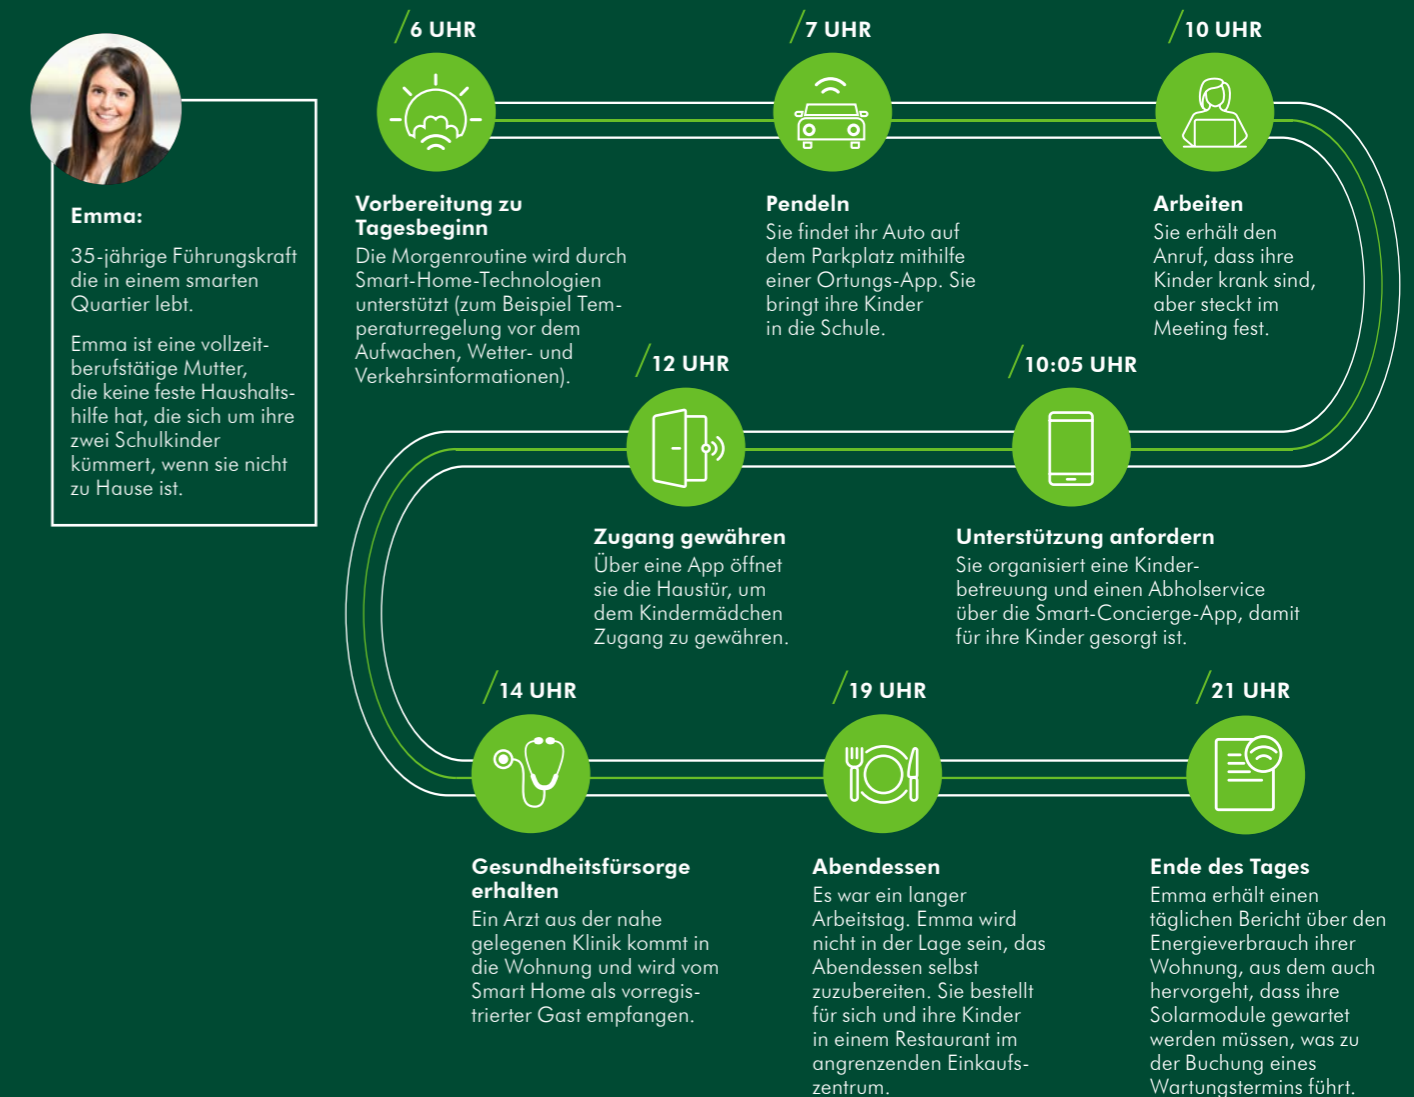 Emma:
35-jährige Führungskraft
die in einem smarten
Quartier lebt.
Emma ist eine vollzeit-
berufstätige Mutter,
die keine feste Haushalts-
hilfe hat, die sich um ihre
zwei Schulkinder
kümmert, wenn sie nicht
zu Hause ist.
6 UHR
Vorbereitung zu
Tagesbeginn
Die Morgenroutine wird durch
Smart-Home-Technologien
unterstützt (zum Beispiel Tem-
peraturregelung vor dem
Aufwachen, Wetter- und
Verkehrsinformationen).
7 UHR
Pendeln
Sie findet ihr Auto auf
dem Parkplatz mithilfe
einer Ortungs-App. Sie
bringt ihre Kinder
in die Schule.
10 UHR
Arbeiten
Sie erhält den
Anruf, dass ihre
Kinder krank sind,
aber steckt im
Meeting fest.
10:05 UHR
Unterstützung anfordern
Sie organisiert eine Kinder-
betreuung und einen Abholservice
über die Smart-Concierge-App, damit
für ihre Kinder gesorgt ist.
12 UHR
Zugang gewähren
Über eine App öffnet
sie die Haustür, um
dem Kindermädchen
Zugang zu gewähren.
14 UHR
Gesundheitsfürsorge
erhalten
Ein Arzt aus der nahe
gelegenen Klinik kommt in
die Wohnung und wird vom
Smart Home als vorregis-
trierter Gast empfangen.
19 UHR
Abendessen
Es war ein langer
Arbeitstag. Emma wird
nicht in der Lage sein, das
Abendessen selbst
zuzubereiten. Sie bestellt
für sich und ihre Kinder
in einem Restaurant im
angrenzenden Einkaufs-
zentrum.
21 UHR
Ende des Tages
Emma erhält einen
täglichen Bericht über den
Energieverbrauch ihrer
Wohnung, aus dem auch
hervorgeht, dass ihre
Solarmodule gewartet
werden müssen, was zu
der Buchung eines
Wartungstermins führt.